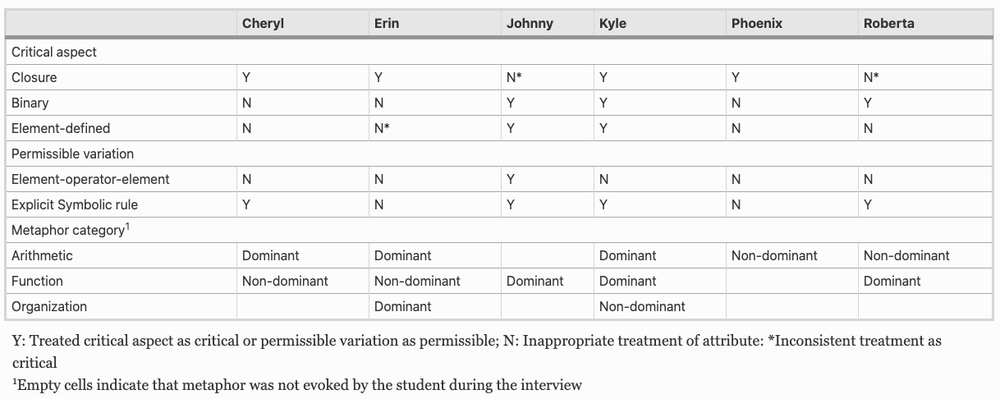 Cheryl Erin Johnny Kyle Phoenix Roberta
Critical aspect
Closure Y Y N* Y Y N*
Binary N N Y Y N Y
Element-defined N N* Y Y N N
Permissible variation
Element-operator-element N N Y N N N
Explicit Symbolic rule Y N Y Y N Y
Metaphor category¹
Arithmetic Dominant Dominant Dominant Non-dominant Non-dominant
Function Non-dominant Non-dominant Dominant Dominant Dominant
Organization Dominant Non-dominant
Y: Treated critical aspect as critical or permissible variation as permissible; N: Inappropriate treatment of attribute: *Inconsistent treatment as
critical
¹Empty cells indicate that metaphor was not evoked by the student during the interview